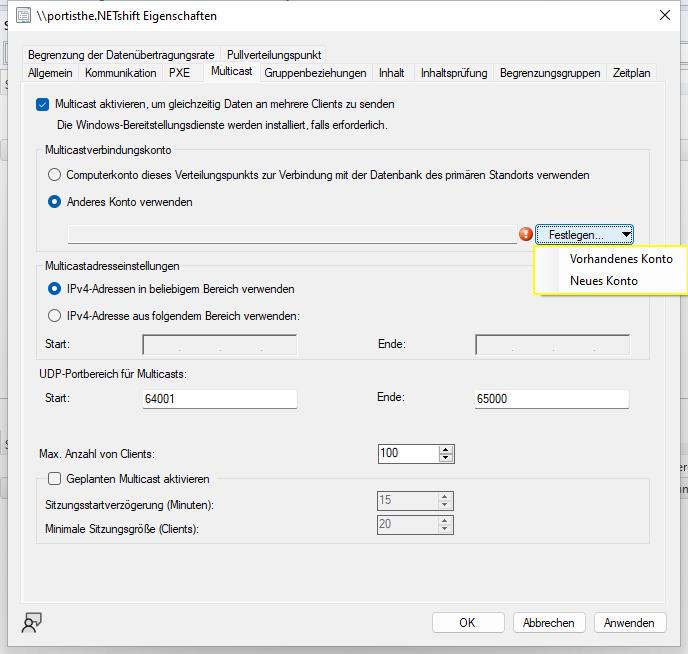 \\portisthe.NETshift Eigenschaften
Begrenzung der Datenübertragungsrate Pullverteilungspunkt
Allgemein Kommunikation PXE Multicast Gruppenbeziehungen Inhalt Inhaltsprüfung Begrenzungsgruppen Zeitplan
Multicast aktivieren, um gleichzeitig Daten an mehrere Clients zu senden
Die Windows-Bereitstellungsdienste werden installiert, falls erforderlich.
Multicastverbindungskonto
Computerkonto dieses Verteilungspunkts zur Verbindung mit der Datenbank des primären Standorts verwenden
Anderes Konto verwenden
Festlegen...
Vorhandenes Konto
Neues Konto
Multicastadresseinstellungen
IPv4-Adressen in beliebigem Bereich verwenden
IPv4-Adresse aus folgendem Bereich verwenden:
Start: . . . Ende: . . .
UDP-Portbereich für Multicasts:
Start: 64001 Ende: 65000
Max. Anzahl von Clients: 100
Geplanten Multicast aktivieren
Sitzungsstartverzögerung (Minuten): 15
Minimale Sitzungsgröße (Clients): 20
OK Abbrechen Anwenden